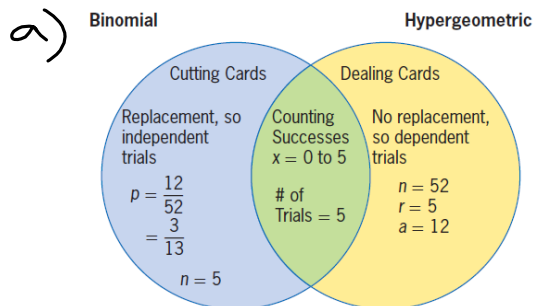 a)
Binomial
Hypergeometric
Cutting Cards
Replacement, so
independent
trials
p = 12/52
= 3/13
n = 5
Counting
Successes
x = 0 to 5
# of
Trials = 5
Dealing Cards
No replacement,
so dependent
trials
n = 52
r = 5
a = 12